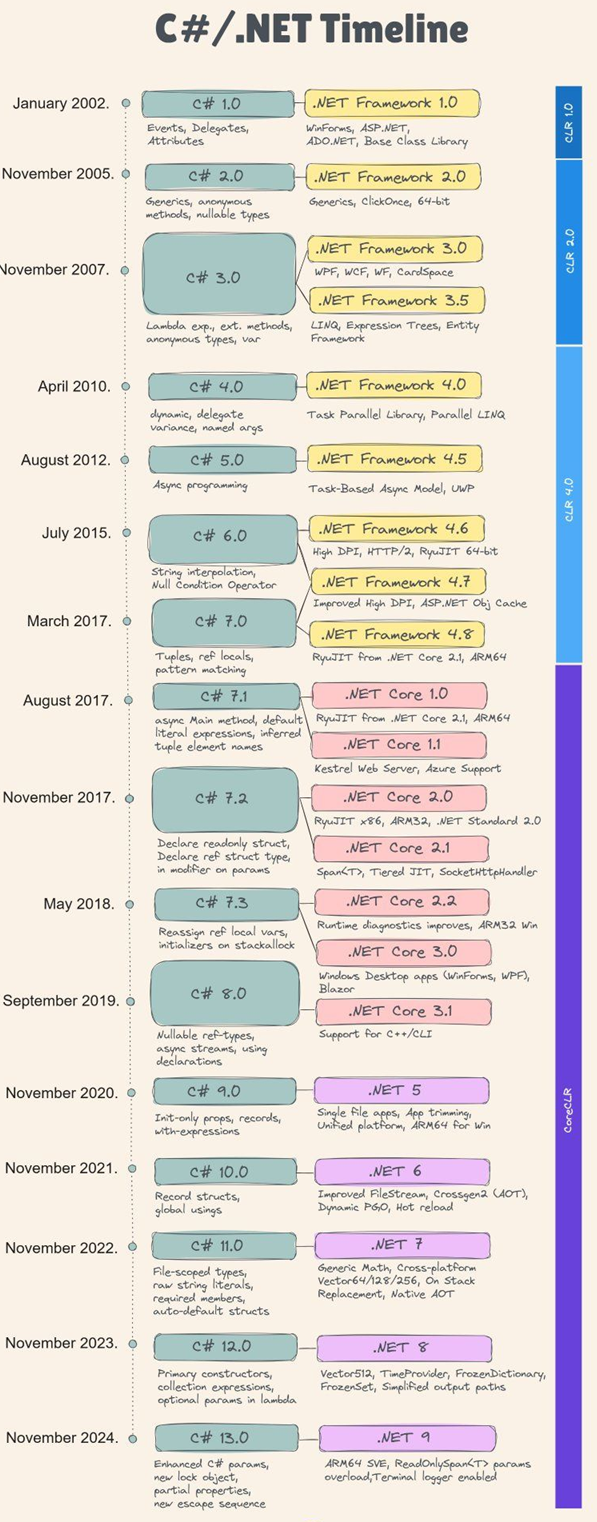 C#/.NET Timeline
January 2002.
C# 1.0
.NET Framework 1.0
Events, Delegates,
Attributes
WinForms, ASP.NET,
ADO.NET, Base Class Library
CLR 1.0
November 2005.
C# 2.0
.NET Framework 2.0
Generics, anonymous
methods, nullable types
Generics, ClickOnce, 64-bit
CLR 2.0
November 2007.
C# 3.0
.NET Framework 3.0
WPF, WCF, WF, CardSpace
.NET Framework 3.5
Lambda exp., ext. methods,
anonymous types, var
LINQ, Expression Trees, Entity
Framework
April 2010.
C# 4.0
.NET Framework 4.0
dynamic, delegate
variance, named args
Task Parallel Library, Parallel LINQ
August 2012.
C# 5.0
.NET Framework 4.5
Async programming
Task-Based Async Model, UWP
CLR 4.0
July 2015.
C# 6.0
.NET Framework 4.6
High DPI, HTTP/2, RyuJIT 64-bit
String interpolation,
Null Condition Operator
.NET Framework 4.7
Improved High DPI, ASP.NET Obj Cache
March 2017.
C# 7.0
.NET Framework 4.8
Tuples, ref locals,
pattern matching
RyuJIT from .NET Core 2.1, ARM64
August 2017.
C# 7.1
.NET Core 1.0
async Main method, default
literal expressions, inferred
tuple element names
RyuJIT from .NET Core 2.1, ARM64
.NET Core 1.1
Kestrel Web Server, Azure Support
November 2017.
C# 7.2
.NET Core 2.0
RyuJIT x86, ARM32, .NET Standard 2.0
.NET Core 2.1
Declare readonly struct,
Declare ref struct type,
in modifier on params
Span<T>, Tiered JIT, SocketHttpHandler
May 2018.
C# 7.3
.NET Core 2.2
Reassign ref local vars,
initializers on stackallock
Runtime diagnostics improves, ARM32 Win
.NET Core 3.0
Windows Desktop apps (WinForms, WPF),
Blazor
September 2019.
C# 8.0
.NET Core 3.1
Nullable ref-types,
async streams, using
declarations
Support for C++/CLI
November 2020.
C# 9.0
.NET 5
Init-only props, records,
with-expressions
Single file apps, App trimming,
Unified platform, ARM64 for Win
CoreCLR
November 2021.
C# 10.0
.NET 6
Record structs,
global usings
Improved FileStream, Crossgen2 (AOT),
Dynamic PGO, Hot reload
November 2022.
C# 11.0
.NET 7
File-scoped types,
raw string literals,
required members,
auto-default structs
Generic Math, Cross-platform
Vector64/128/256, On Stack
Replacement, Native AOT
November 2023.
C# 12.0
.NET 8
Primary constructors,
collection expressions,
optional params in lambda
Vector512, TimeProvider, FrozenDictionary,
FrozenSet, Simplified output paths
November 2024.
C# 13.0
.NET 9
Enhanced C# params,
new lock object,
partial properties,
new escape sequence
ARM64 SVE, ReadOnlySpan<T> params
overload,Terminal logger enabled